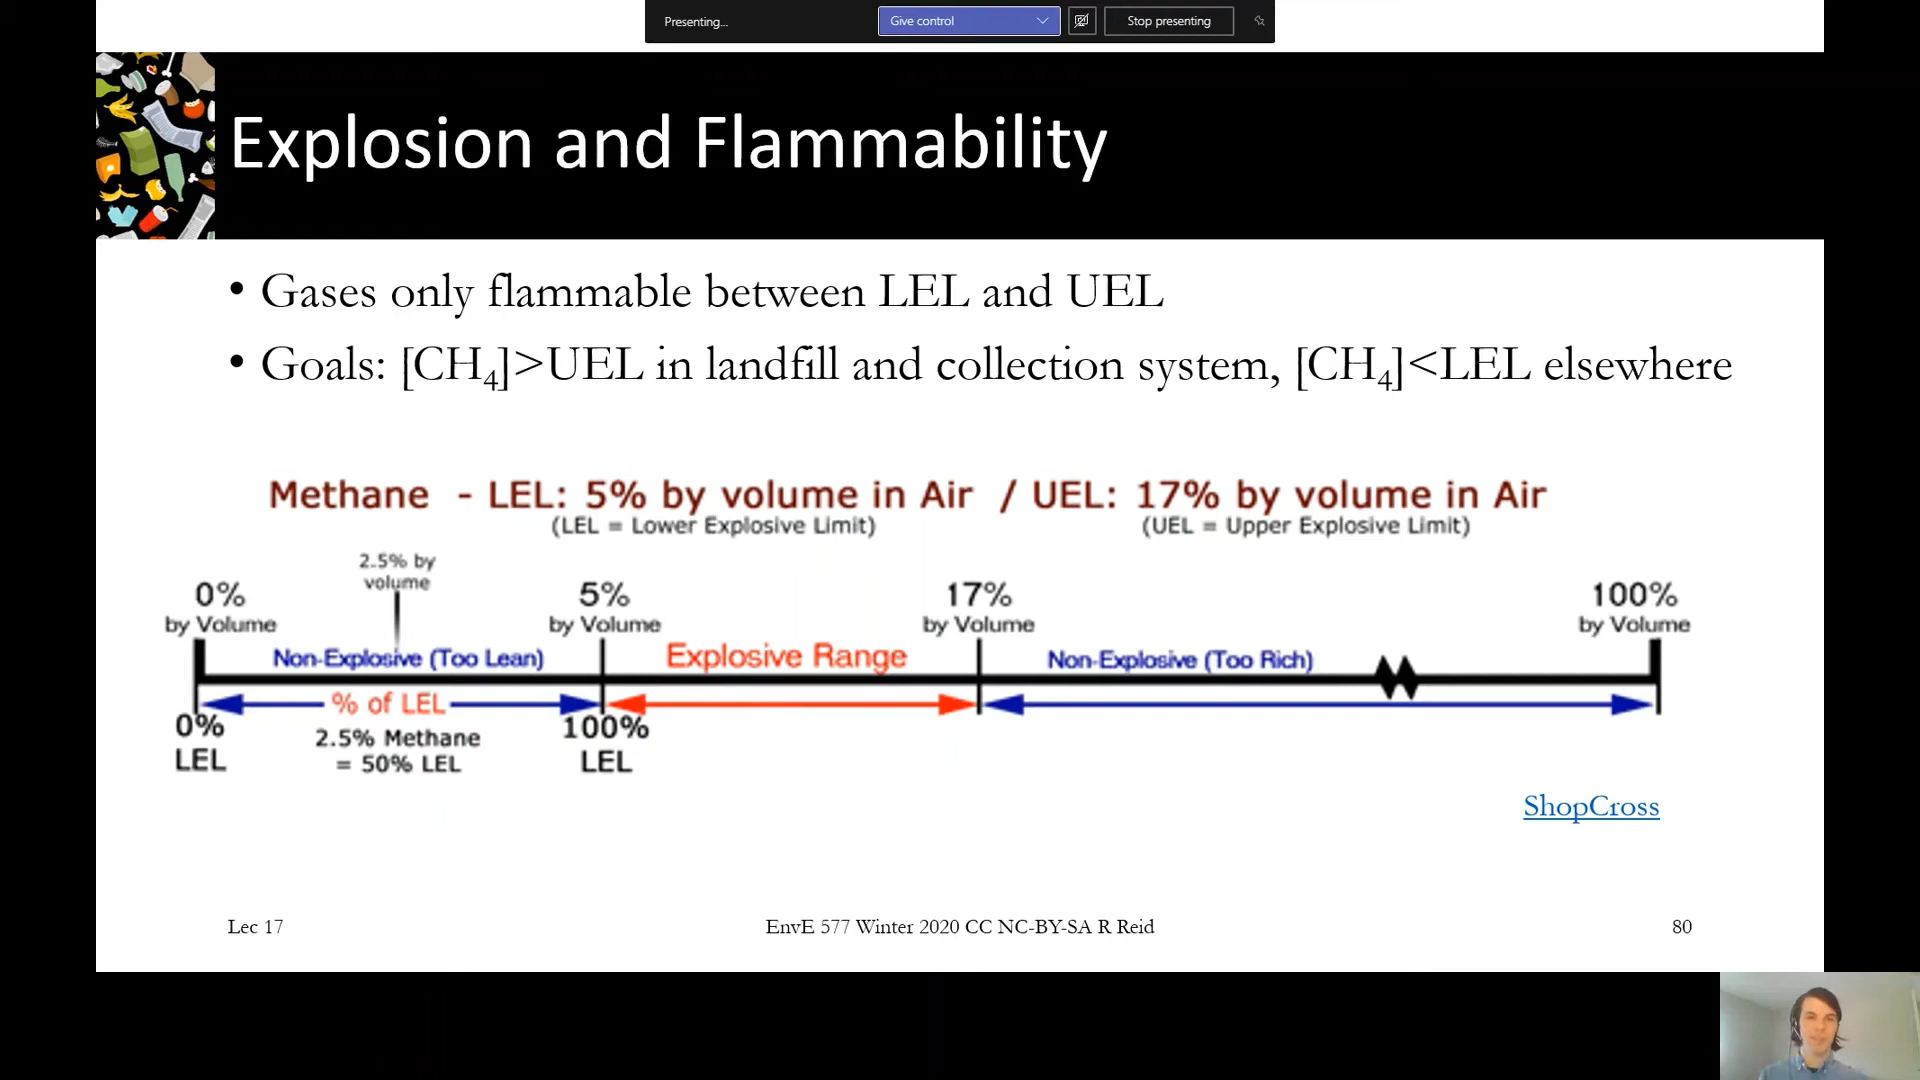 Presenting...
Give control
Stop presenting
Explosion and Flammability
• Gases only flammable between LEL and UEL
• Goals: [CH4]>UEL in landfill and collection system, [CH4]<LEL elsewhere
Methane - LEL: 5% by volume in Air / UEL: 17% by volume in Air
(LEL = Lower Explosive Limit) (UEL = Upper Explosive Limit)
2.5% by
volume
0% 5% 17% 100%
by Volume by Volume by Volume by Volume
Non-Explosive (Too Lean) Explosive Range Non-Explosive (Too Rich)
% of LEL
0% 100%
LEL LEL
2.5% Methane
= 50% LEL
ShopCross
Lec 17 EnvE 577 Winter 2020 CC NC-BY-SA R Reid 80